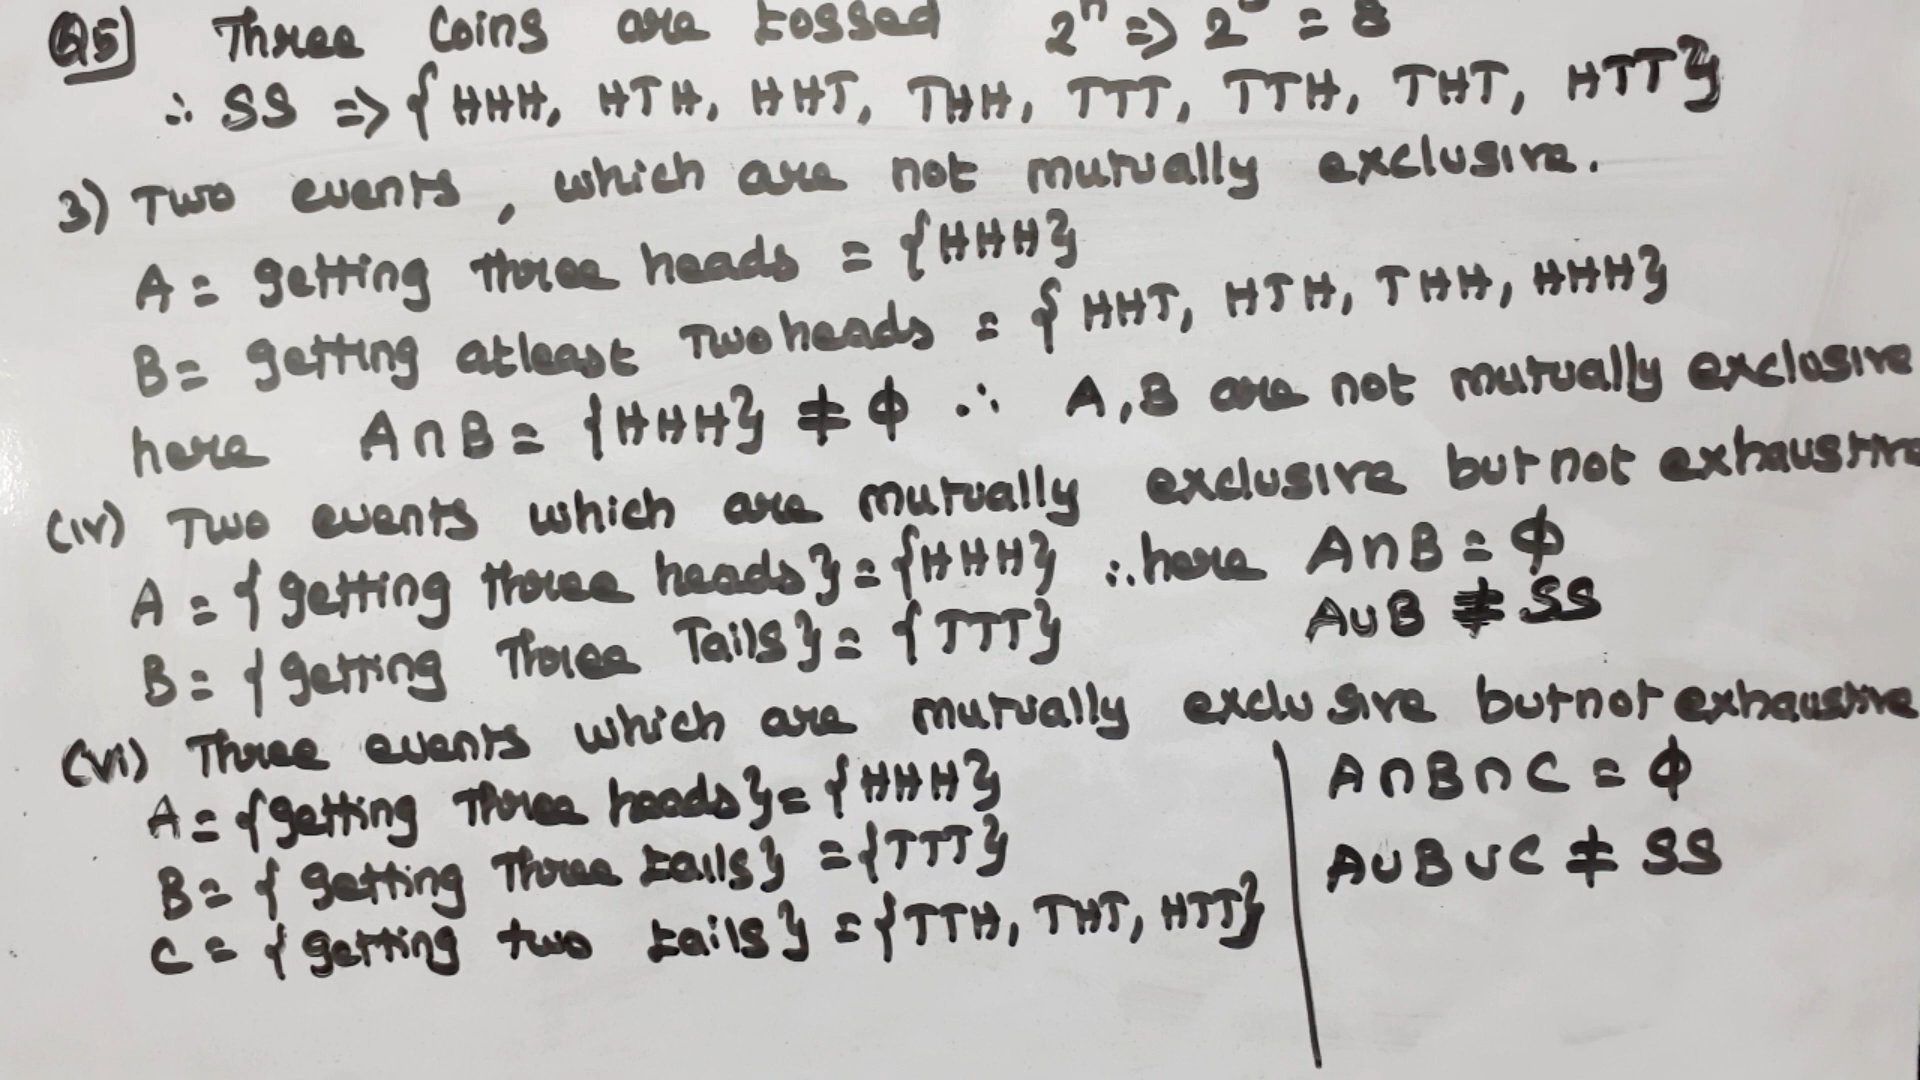 Q5) Three Coins are tossed 2ⁿ => 2³ = 8
∴ SS => { HHH, HTH, HHT, THH, TTT, TTH, THT, HTT}
3) Two events, which are not mutually exclusive.
A = getting three heads = {HHH}
B = getting atleast Two heads = { HHT, HTH, THH, HHH}
here A∩B = {HHH} ≠ ϕ ∴ A,B are not mutually exclusive
(iv) Two events which are mutually exclusive but not exhaustive
A = { getting three heads} = {HHH} ∴ here A∩B = ϕ
B = { getting Three Tails} = {TTT} A∪B ≠ SS
(vi) Three events which are mutually exclusive but not exhaustive
A = {getting Three heads} = {HHH} A∩B∩C = ϕ
B = { getting Three tails} = {TTT} A∪B∪C ≠ SS
C = { getting two tails} = {TTH, THT, HTT}